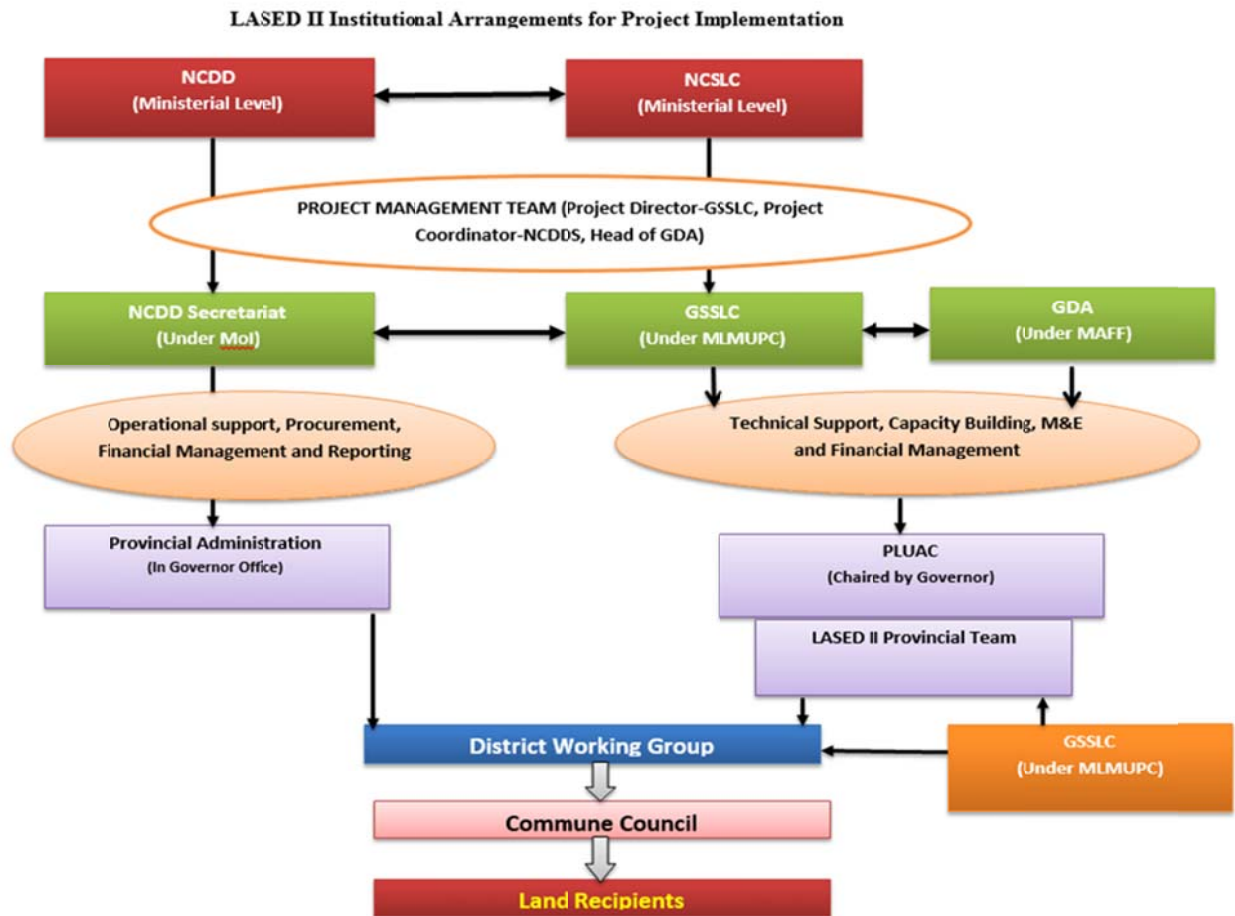 LASED II Institutional Arrangements for Project Implementation
NCDD
(Ministerial Level)
NCSLC
(Ministerial Level)
PROJECT MANAGEMENT TEAM (Project Director-GSSLC, Project
Coordinator-NCDDS, Head of GDA)
NCDD Secretariat
(Under MoI)
GSSLC
(Under MLMUPC)
GDA
(Under MAFF)
Operational support, Procurement,
Financial Management and Reporting
Technical Support, Capacity Building, M&E
and Financial Management
Provincial Administration
(In Governor Office)
PLUAC
(Chaired by Governor)
LASED II Provincial Team
District Working Group
GSSLC
(Under MLMUPC)
Commune Council
Land Recipients